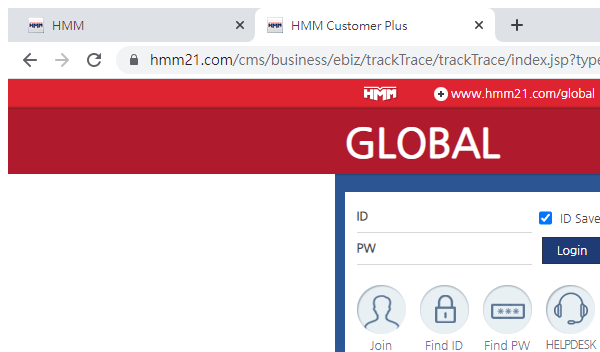 HMM
HMM Customer Plus
hmm21.com/cms/business/ebiz/trackTrace/trackTrace/index.jsp?type
HMM
www.hmm21.com/global
GLOBAL
ID
ID Save
PW
Login
Join
Find ID
Find PW
HELPDESK